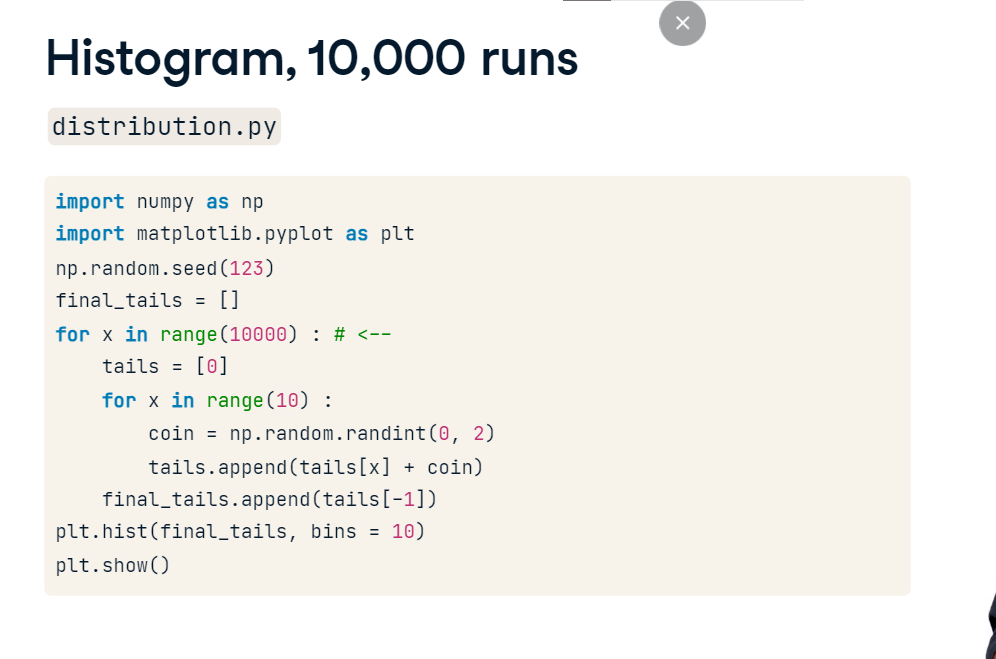 Histogram, 10,000 runs
distribution.py
import numpy as np
import matplotlib.pyplot as plt
np.random.seed(123)
final_tails = []
for x in range(10000) : # <--
    tails = [0]
    for x in range(10) :
        coin = np.random.randint(0, 2)
        tails.append(tails[x] + coin)
    final_tails.append(tails[-1])
plt.hist(final_tails, bins = 10)
plt.show()